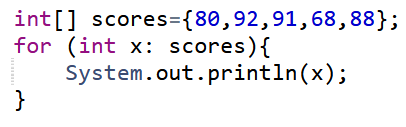 int[] scores={80,92,91,68,88};
for (int x: scores){
    System.out.println(x);
}